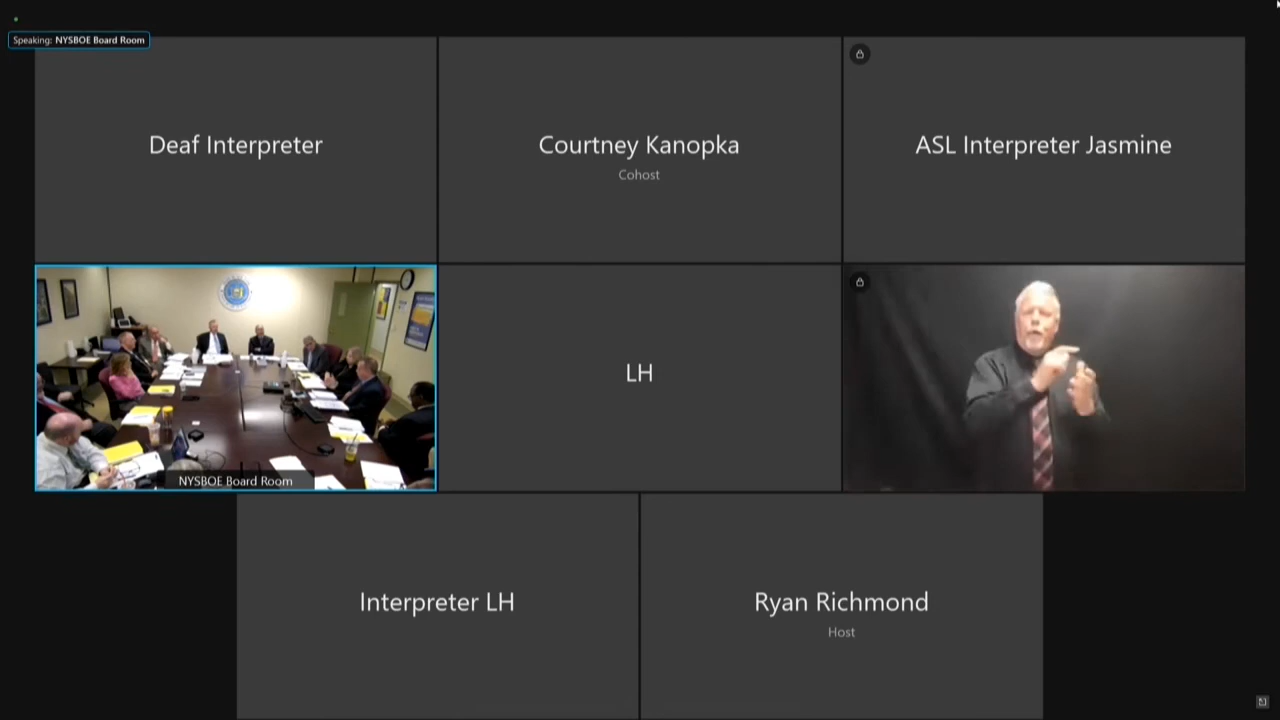 Speaking: NYSBOE Board Room
Deaf Interpreter
Courtney Kanopka
Cohost
ASL Interpreter Jasmine
NYSBOE Board Room
LH
Interpreter LH
Ryan Richmond
Host